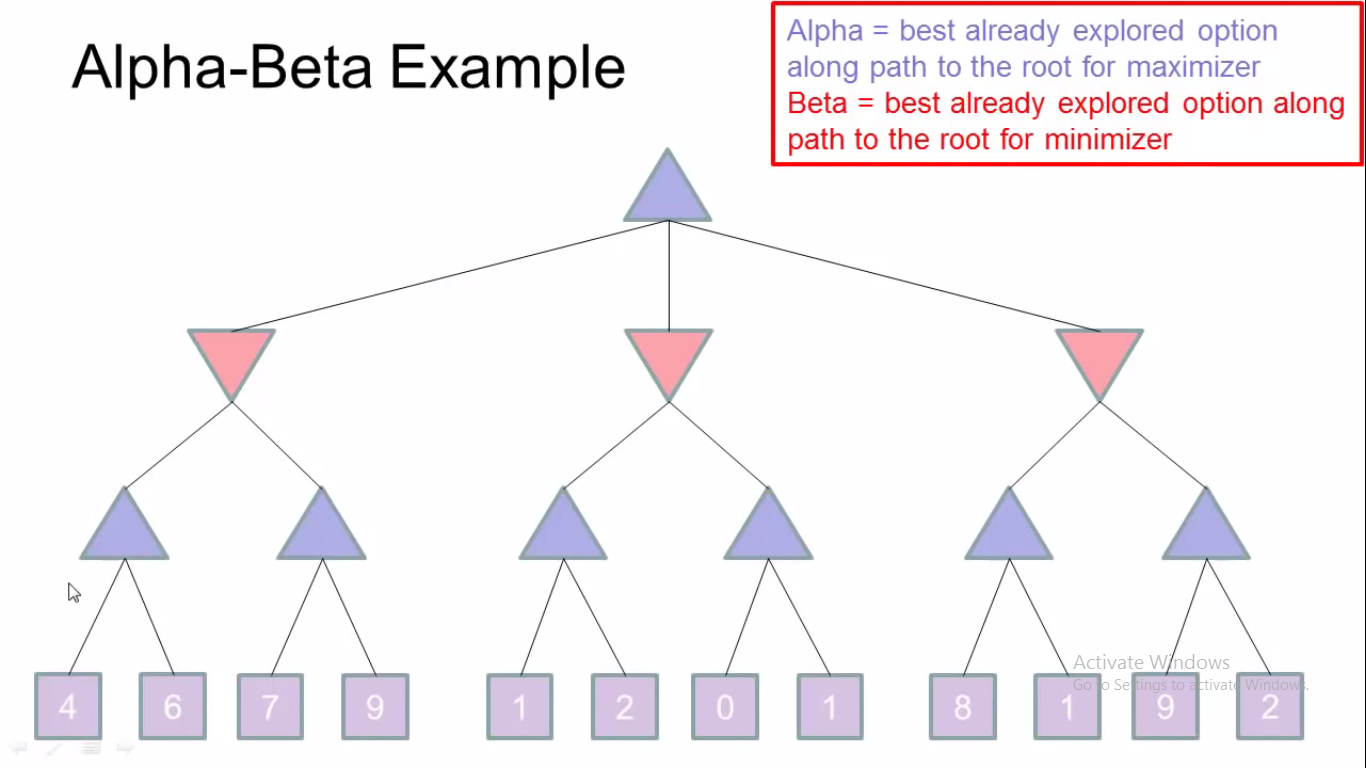 Alpha-Beta Example
Alpha = best already explored option
along path to the root for maximizer
Beta = best already explored option along
path to the root for minimizer
4 6 7 9 1 2 0 1 8 1 9 2
Activate Windows
Go to Settings to activate Windows.